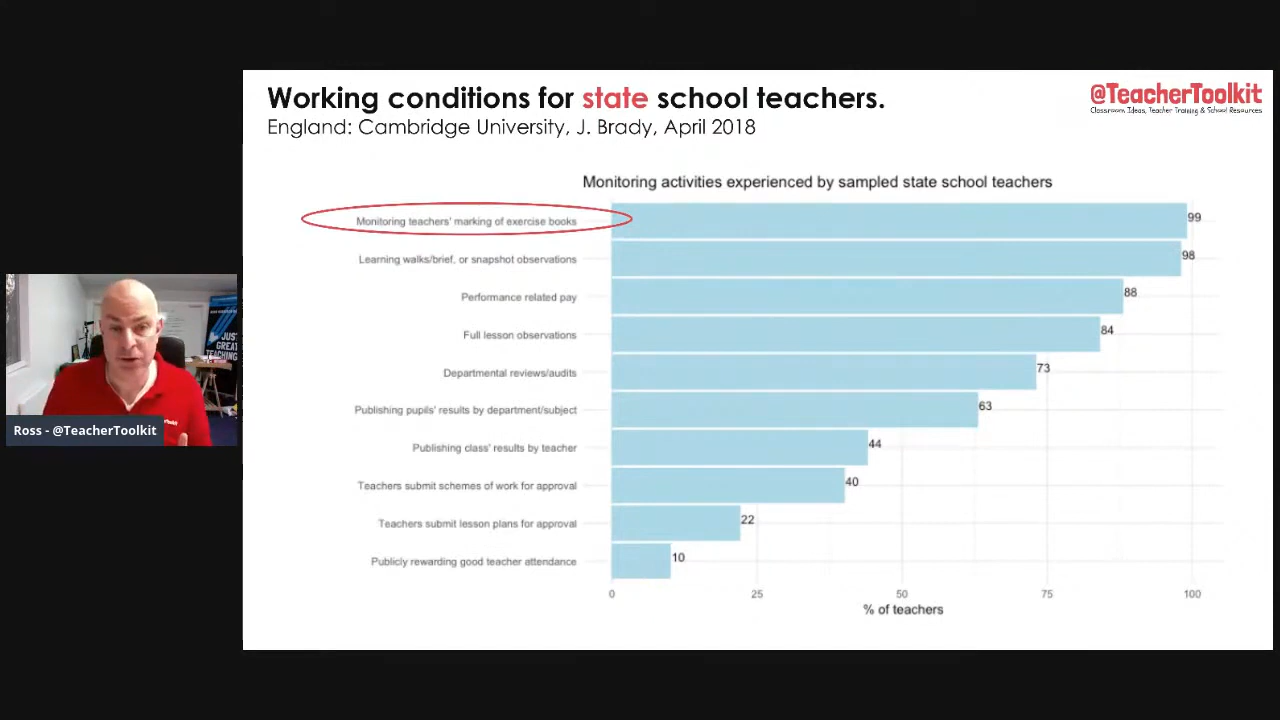 Working conditions for state school teachers.
England: Cambridge University, J. Brady, April 2018
@TeacherToolkit
Classroom Ideas, Teacher Training & School Resources
Monitoring activities experienced by sampled state school teachers
Monitoring teachers' marking of exercise books 99
Learning walks/brief, or snapshot observations 98
Performance related pay 88
Full lesson observations 84
Departmental reviews/audits 73
Publishing pupils' results by department/subject 63
Publishing class' results by teacher 44
Teachers submit schemes of work for approval 40
Teachers submit lesson plans for approval 22
Publicly rewarding good teacher attendance 10
0 25 50 75 100
% of teachers
JUST
GREAT
TEACHING
Ross - @TeacherToolkit